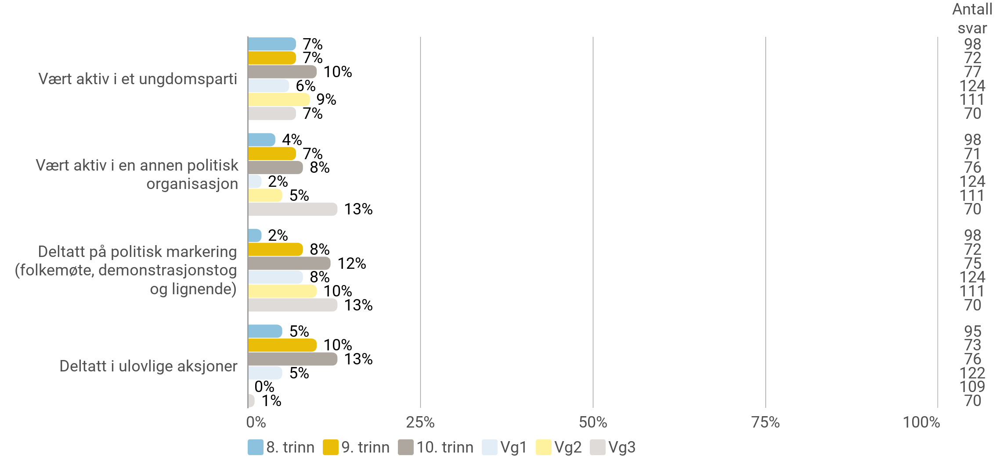 Antall
svar
Vært aktiv i et ungdomsparti
7% 98
7% 72
10% 77
6% 124
9% 111
7% 70
Vært aktiv i en annen politisk
organisasjon
4% 98
7% 71
8% 76
2% 124
5% 111
13% 70
Deltatt på politisk markering
(folkemøte, demonstrasjonstog
og lignende)
2% 98
8% 72
12% 75
8% 124
10% 111
13% 70
Deltatt i ulovlige aksjoner
5% 95
10% 73
13% 76
5% 122
0% 109
1% 70
0% 25% 50% 75% 100%
8. trinn 9. trinn 10. trinn Vg1 Vg2 Vg3